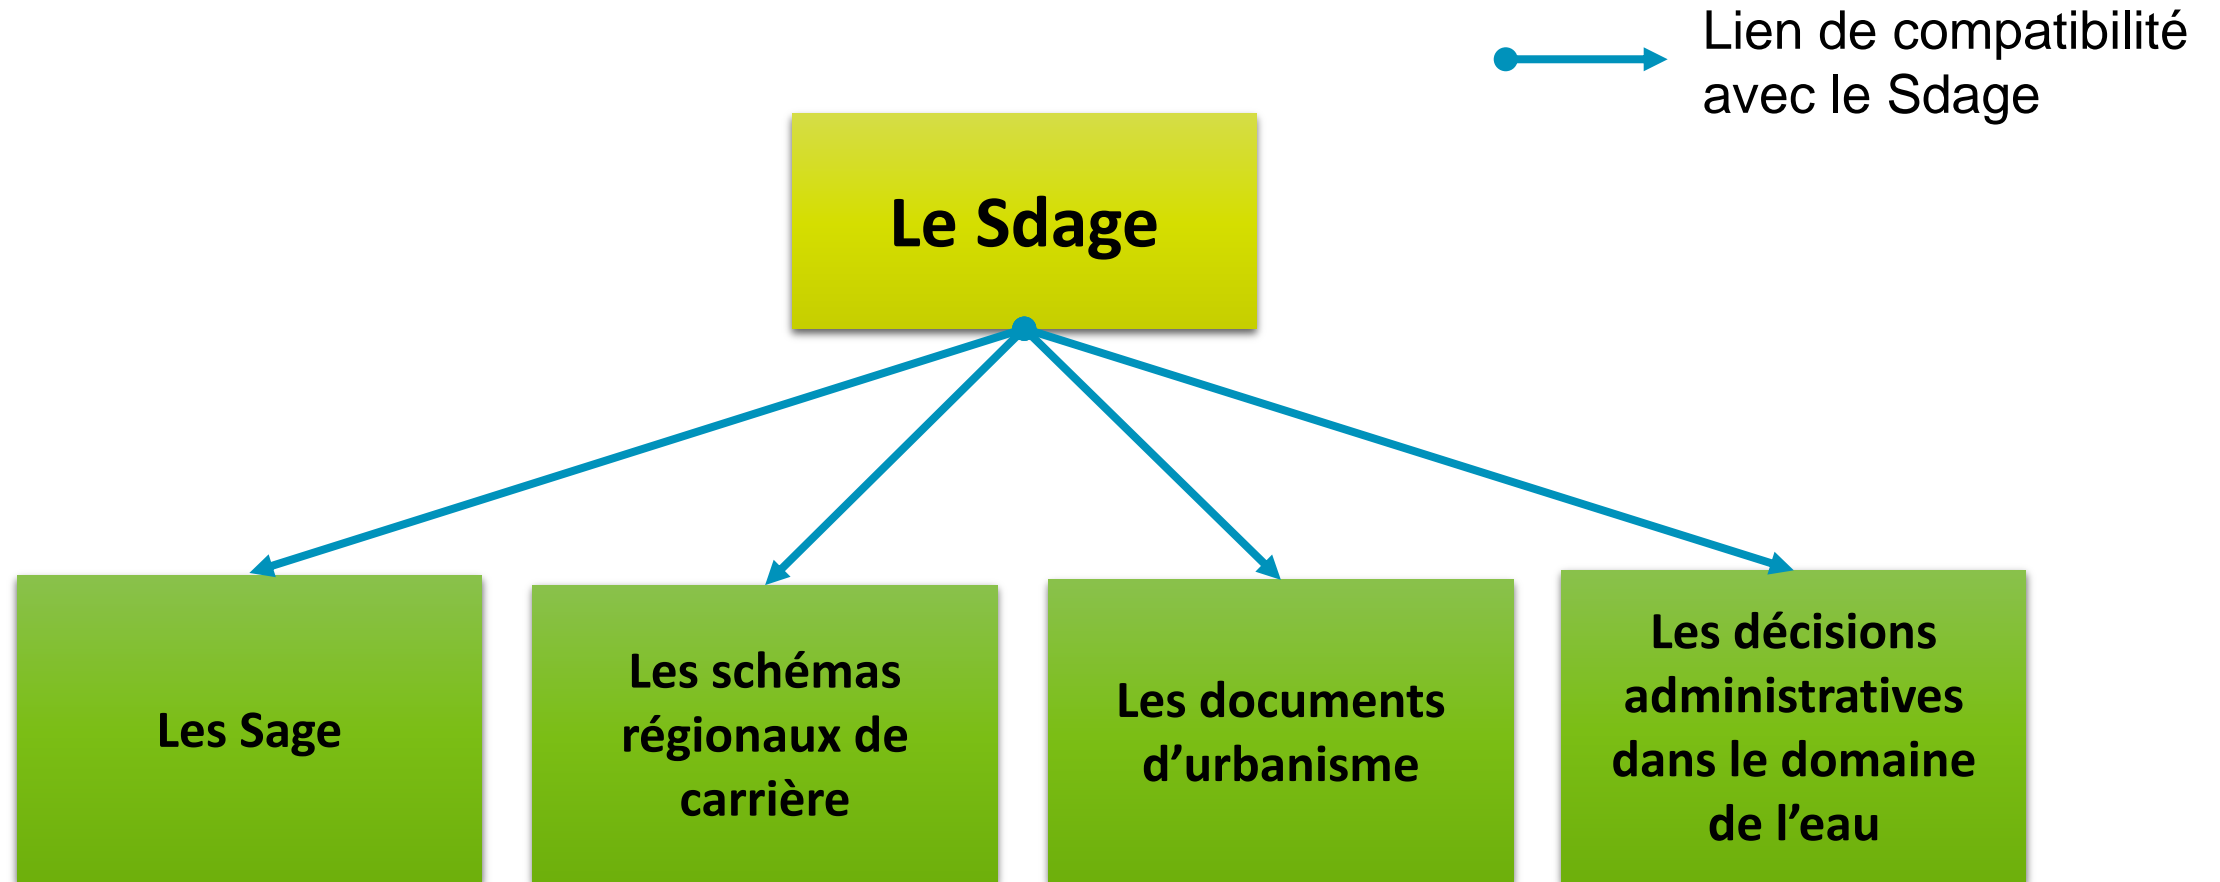 Lien de compatibilité
avec le Sdage
Le Sdage
Les Sage
Les schémas
régionaux de
carrière
Les documents
d’urbanisme
Les décisions
administratives
dans le domaine
de l’eau